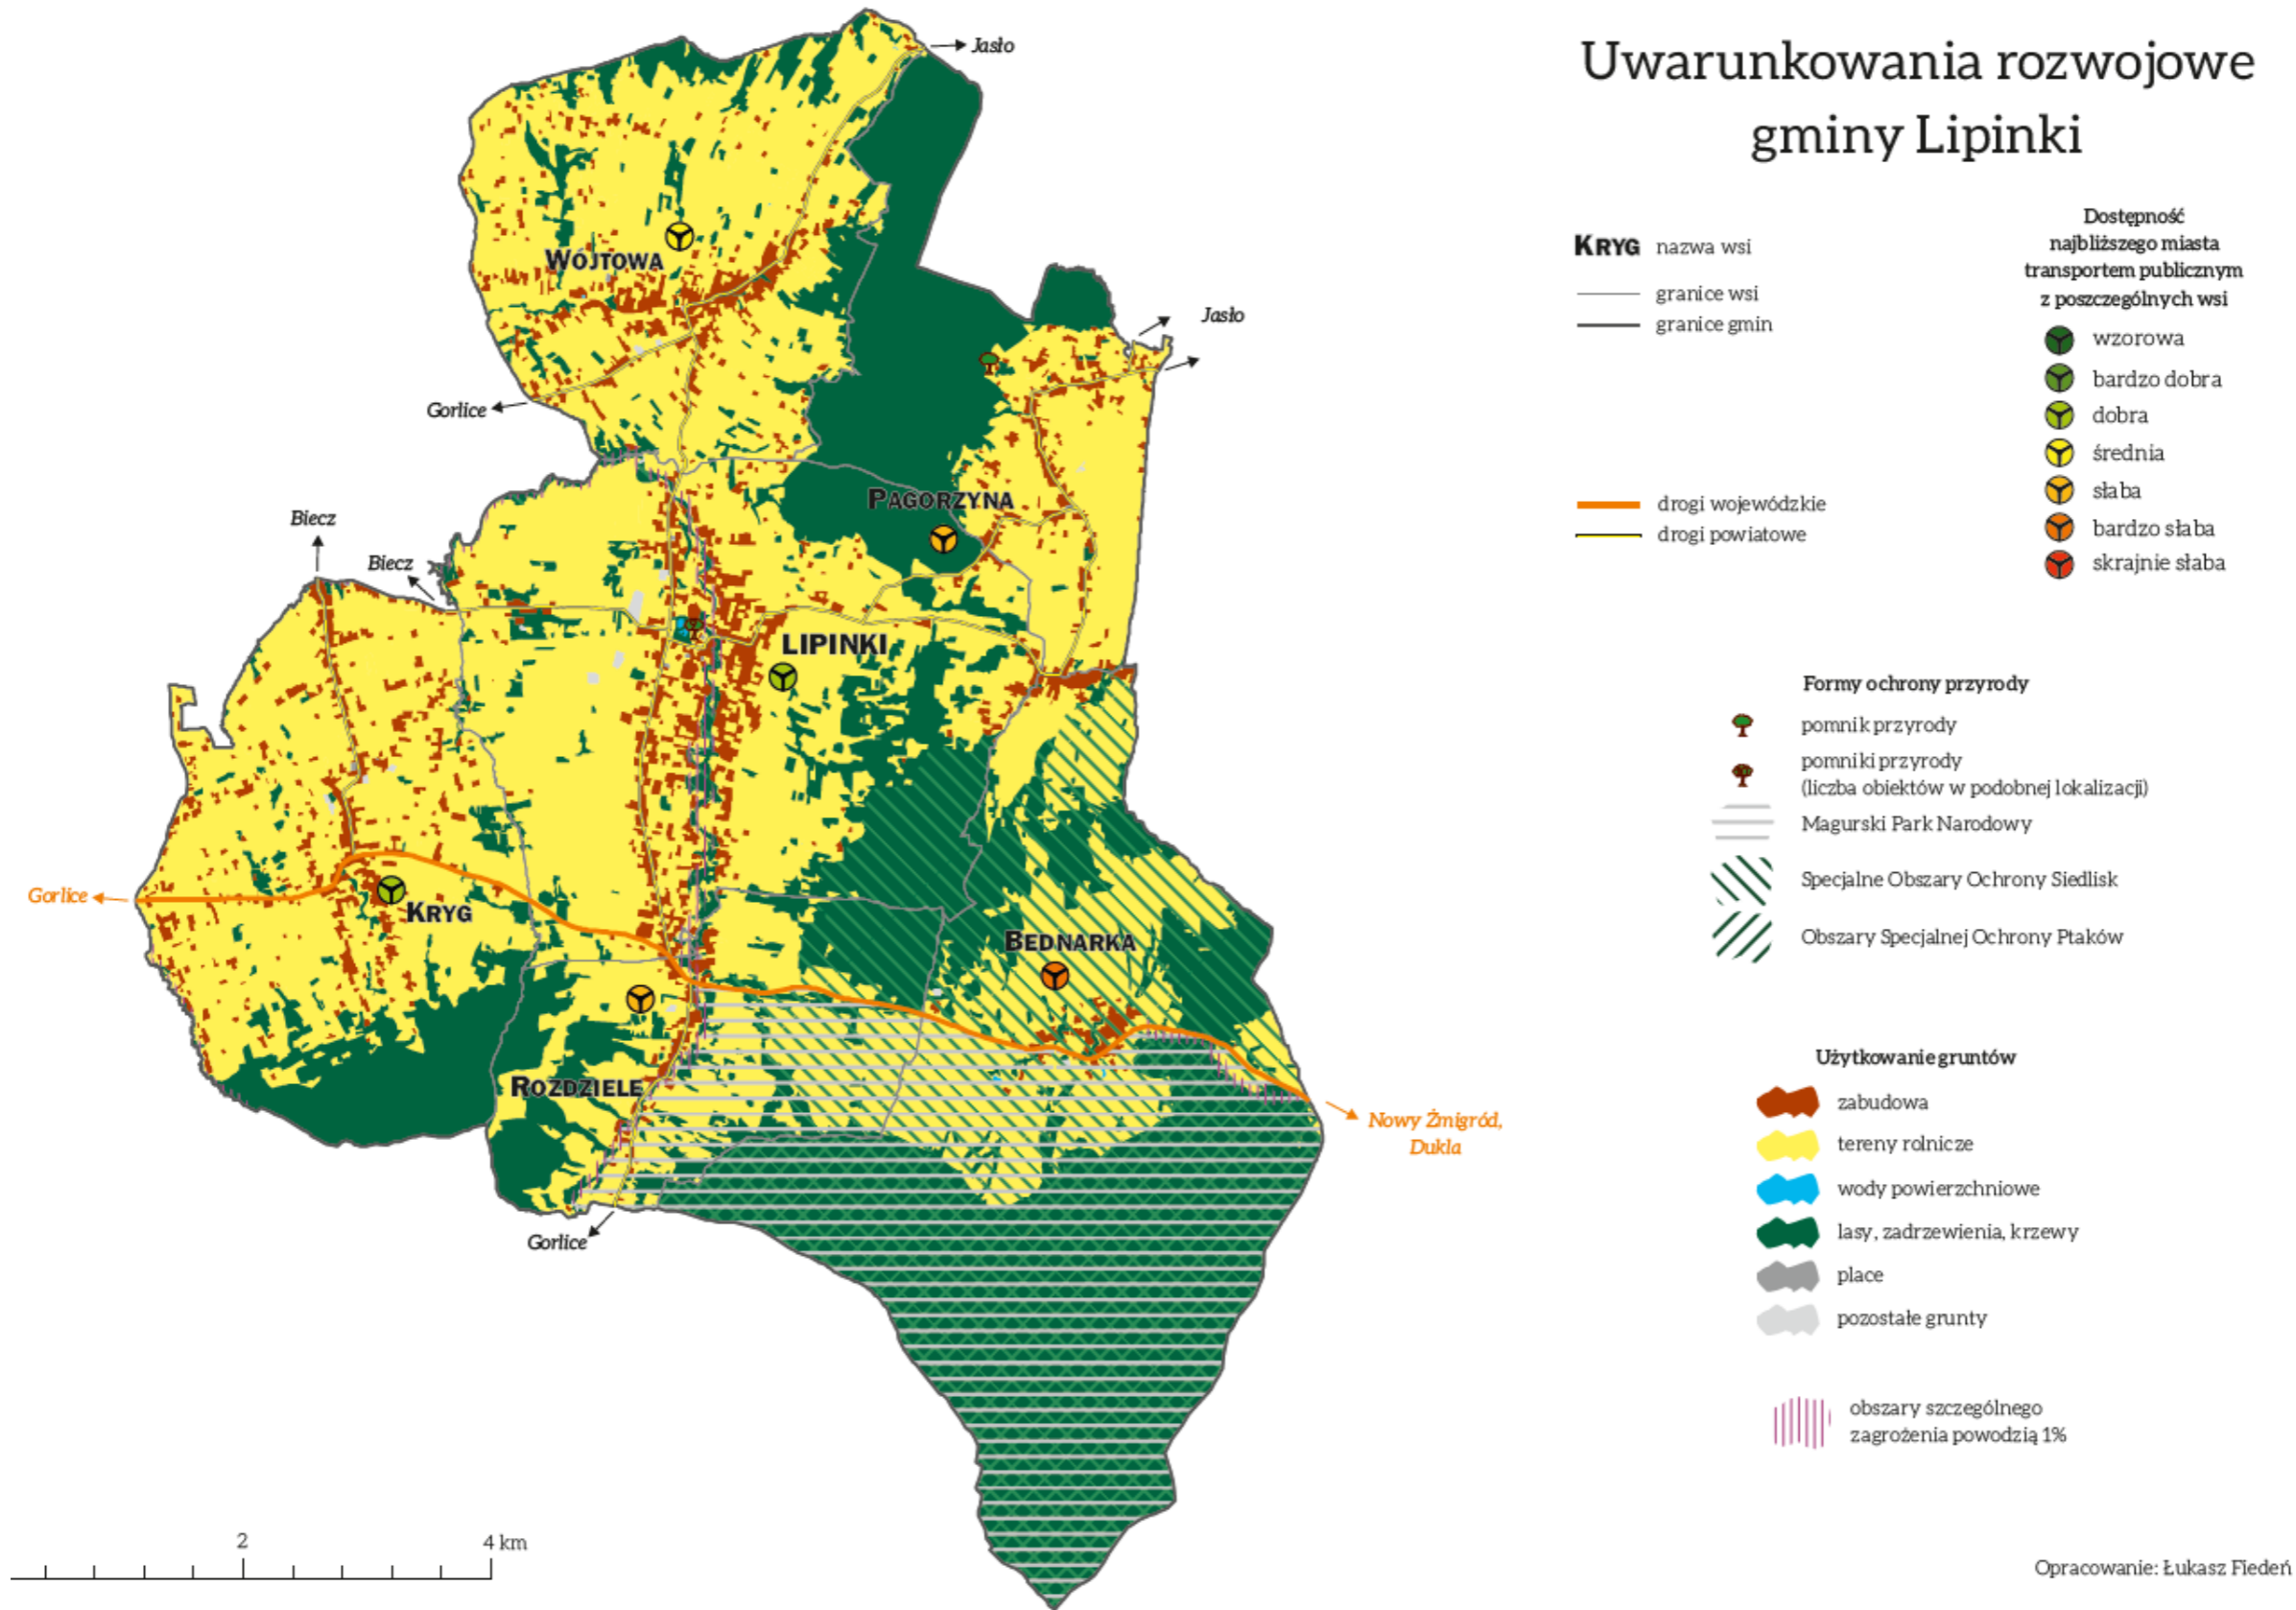 Uwarunkowania rozwojowe
gminy Lipinki
Jasło
Jasło
WÓJTOWA
Gorlice
PAGORZYNA
Biecz
Biecz
LIPINKI
Gorlice
KRYG
BEDNARKA
ROZDZIELE
Nowy Żmigród,
Dukla
Gorlice
2
4 km
KRYG nazwa wsi
granice wsi
granice gmin
drogi wojewódzkie
drogi powiatowe
Dostępność
najbliższego miasta
transportem publicznym
z poszczególnych wsi
wzorowa
bardzo dobra
dobra
średnia
słaba
bardzo słaba
skrajnie słaba
Formy ochrony przyrody
pomnik przyrody
pomniki przyrody
(liczba obiektów w podobnej lokalizacji)
Magurski Park Narodowy
Specjalne Obszary Ochrony Siedlisk
Obszary Specjalnej Ochrony Ptaków
Użytkowanie gruntów
zabudowa
tereny rolnicze
wody powierzchniowe
lasy, zadrzewienia, krzewy
place
pozostałe grunty
obszary szczególnego
zagrożenia powodzią 1%
Opracowanie: Łukasz Fiedeń